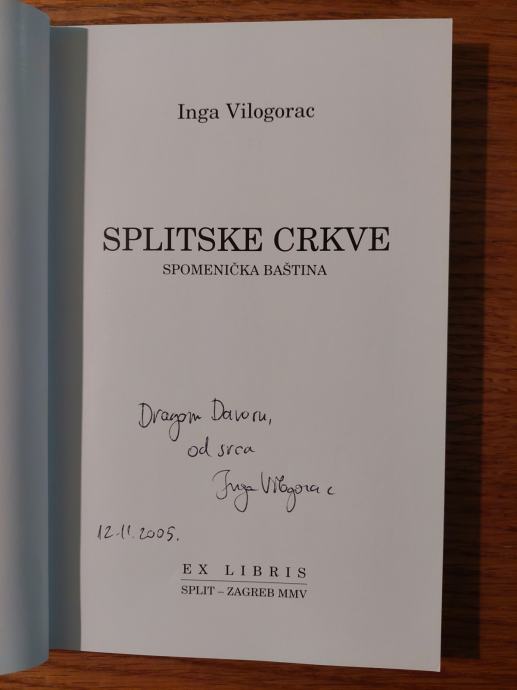 Inga Vilogorac
SPLITSKE CRKVE
SPOMENIČKA BAŠTINA
Dragom Davoru,
od srca
Inga Vilogorac
12.11.2005.
EX LIBRIS
SPLIT – ZAGREB MMV